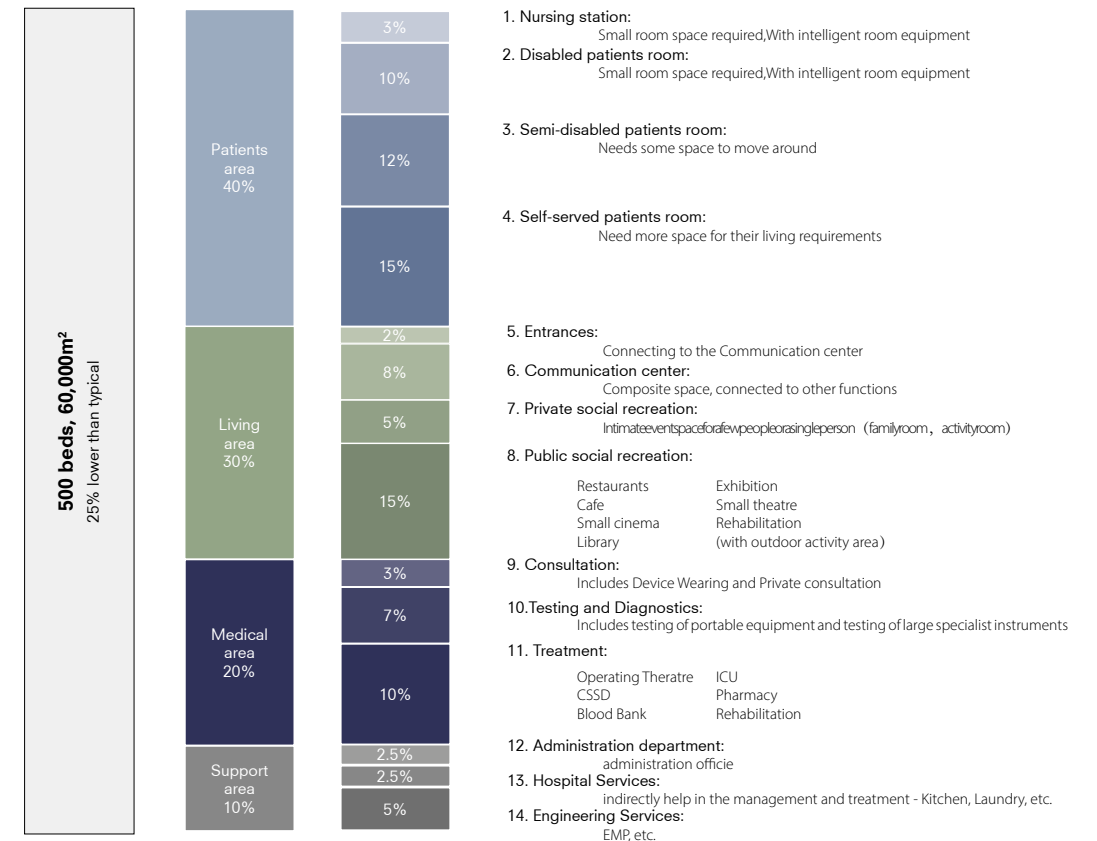 500 beds, 60,000m²
25% lower than typical
Patients
area
40%
Living
area
30%
Medical
area
20%
Support
area
10%
3%
10%
12%
15%
2%
8%
5%
15%
3%
7%
10%
2.5%
2.5%
5%
1. Nursing station:
Small room space required,With intelligent room equipment
2. Disabled patients room:
Small room space required,With intelligent room equipment
3. Semi-disabled patients room:
Needs some space to move around
4. Self-served patients room:
Need more space for their living requirements
5. Entrances:
Connecting to the Communication center
6. Communication center:
Composite space, connected to other functions
7. Private social recreation:
Intimateeventspaceforafewpeopleorasingleperson（familyroom，activityroom）
8. Public social recreation:
Restaurants Exhibition
Cafe Small theatre
Small cinema Rehabilitation
Library (with outdoor activity area)
9. Consultation:
Includes Device Wearing and Private consultation
10.Testing and Diagnostics:
Includes testing of portable equipment and testing of large specialist instruments
11. Treatment:
Operating Theratre ICU
CSSD Pharmacy
Blood Bank Rehabilitation
12. Administration department:
administration officie
13. Hospital Services:
indirectly help in the management and treatment - Kitchen, Laundry, etc.
14. Engineering Services:
EMP, etc.